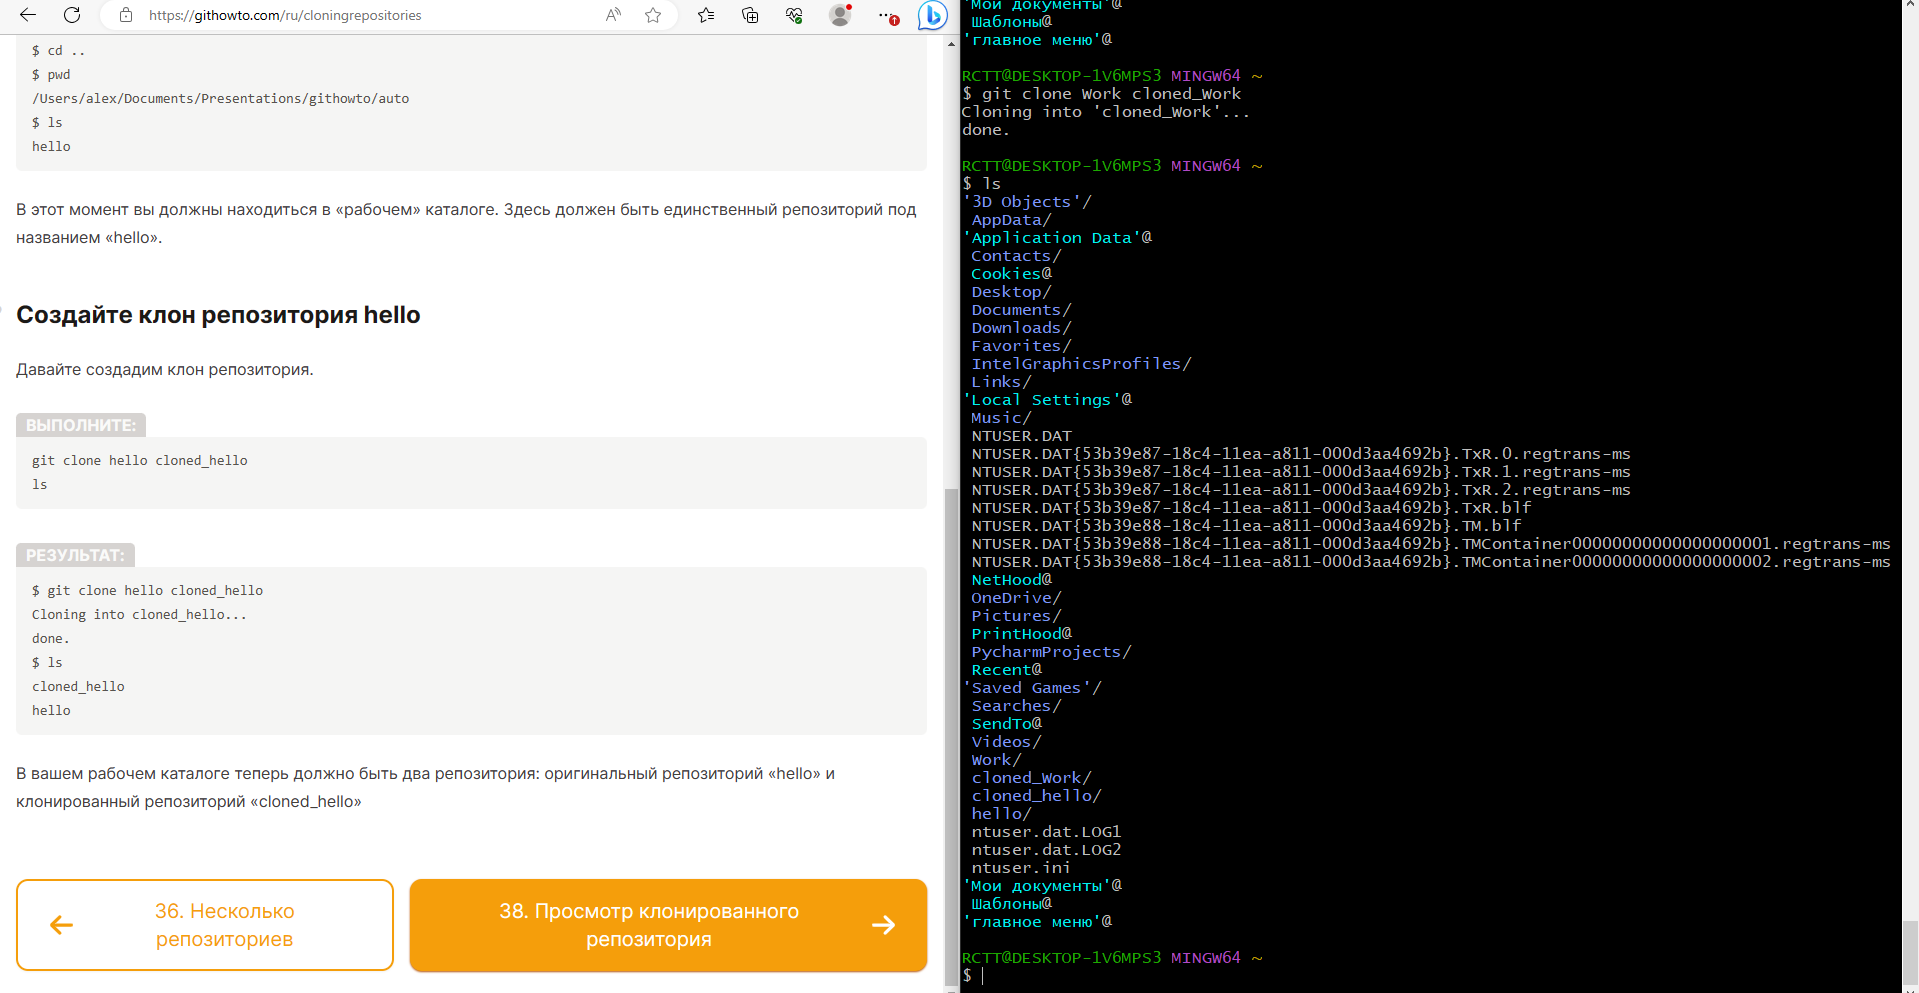 https://githowto.com/ru/cloningrepositories
$ cd ..
$ pwd
/Users/alex/Documents/Presentations/githowto/auto
$ ls
hello
В этот момент вы должны находиться в «рабочем» каталоге. Здесь должен быть единственный репозиторий под
названием «hello».
Создайте клон репозитория hello
Давайте создадим клон репозитория.
ВЫПОЛНИТЕ:
git clone hello cloned_hello
ls
РЕЗУЛЬТАТ:
$ git clone hello cloned_hello
Cloning into cloned_hello...
done.
$ ls
cloned_hello
hello
В вашем рабочем каталоге теперь должно быть два репозитория: оригинальный репозиторий «hello» и
клонированный репозиторий «cloned_hello»
36. Несколько
репозиториев
38. Просмотр клонированного
репозитория
'Мои документы'@
Шаблоны@
'главное меню'@
RCTT@DESKTOP-1V6MPS3 MINGW64 ~
$ git clone Work cloned_Work
Cloning into 'cloned_Work'...
done.
RCTT@DESKTOP-1V6MPS3 MINGW64 ~
$ ls
'3D Objects'/
AppData/
'Application Data'@
Contacts/
Cookies@
Desktop/
Documents/
Downloads/
Favorites/
IntelGraphicsProfiles/
Links/
'Local Settings'@
Music/
NTUSER.DAT
NTUSER.DAT{53b39e87-18c4-11ea-a811-000d3aa4692b}.TxR.0.regtrans-ms
NTUSER.DAT{53b39e87-18c4-11ea-a811-000d3aa4692b}.TxR.1.regtrans-ms
NTUSER.DAT{53b39e87-18c4-11ea-a811-000d3aa4692b}.TxR.2.regtrans-ms
NTUSER.DAT{53b39e87-18c4-11ea-a811-000d3aa4692b}.TxR.blf
NTUSER.DAT{53b39e88-18c4-11ea-a811-000d3aa4692b}.TM.blf
NTUSER.DAT{53b39e88-18c4-11ea-a811-000d3aa4692b}.TMContainer00000000000000000001.regtrans-ms
NTUSER.DAT{53b39e88-18c4-11ea-a811-000d3aa4692b}.TMContainer00000000000000000002.regtrans-ms
NetHood@
OneDrive/
Pictures/
PrintHood@
PycharmProjects/
Recent@
'Saved Games'/
Searches/
SendTo@
Videos/
Work/
cloned_Work/
cloned_hello/
hello/
ntuser.dat.LOG1
ntuser.dat.LOG2
ntuser.ini
'Мои документы'@
Шаблоны@
'главное меню'@
RCTT@DESKTOP-1V6MPS3 MINGW64 ~
$